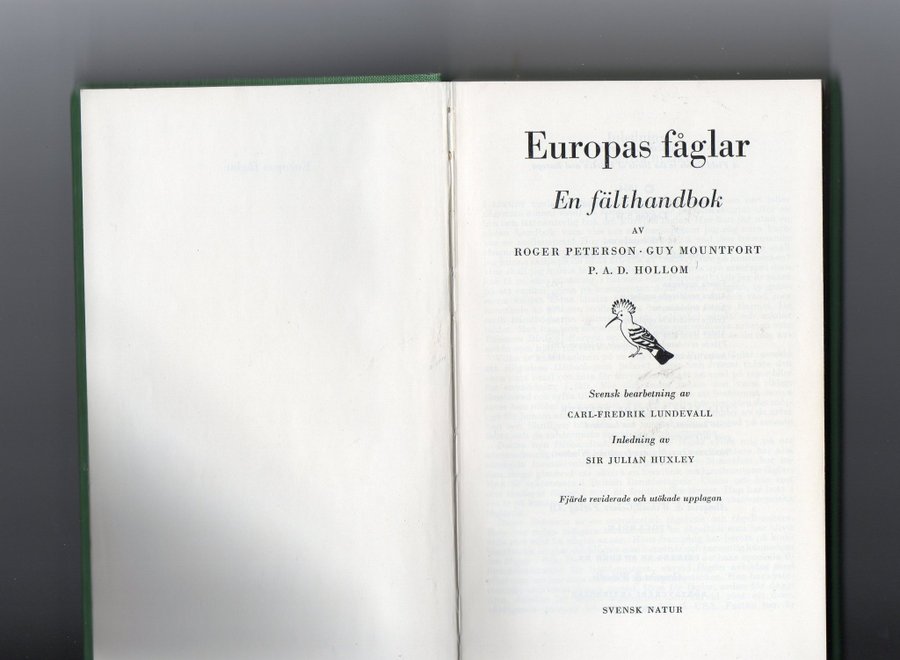 Europas fåglar
En fälthandbok
AV
ROGER PETERSON · GUY MOUNTFORT
P. A. D. HOLLOM
Svensk bearbetning av
CARL-FREDRIK LUNDEVALL
Inledning av
SIR JULIAN HUXLEY
Fjärde reviderade och utökade upplagan
SVENSK NATUR